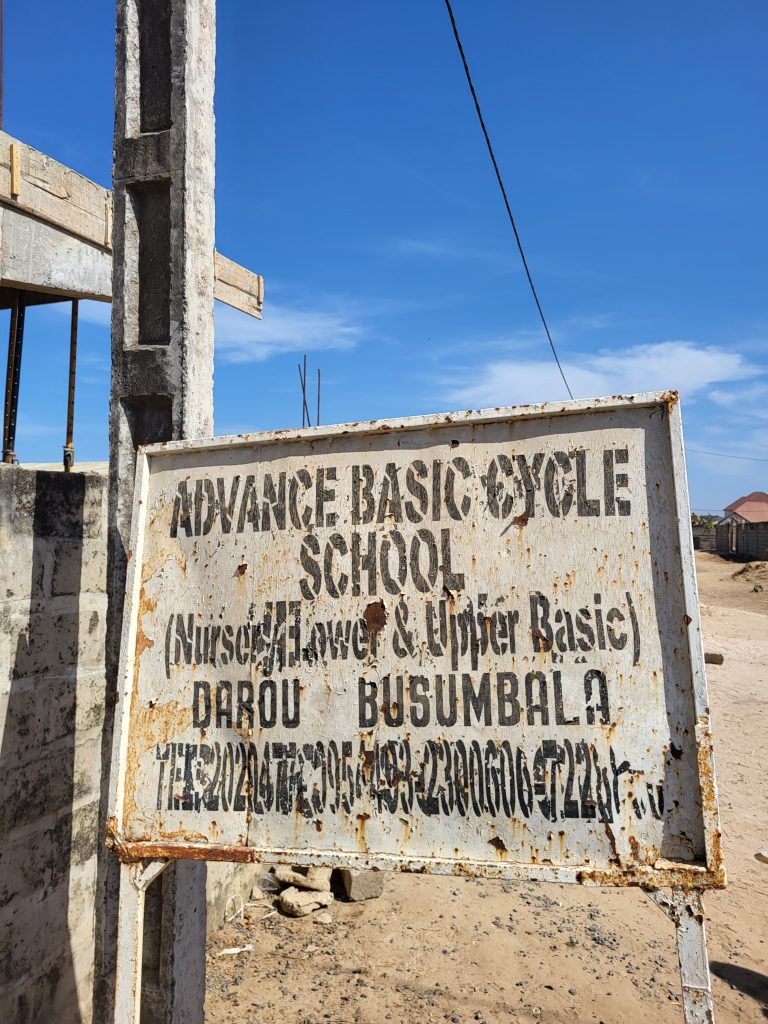 ADVANCE BASIC CYCLE
SCHOOL
(Nursery/Lower & Upper Basic)
DAROU BUSUMBALA